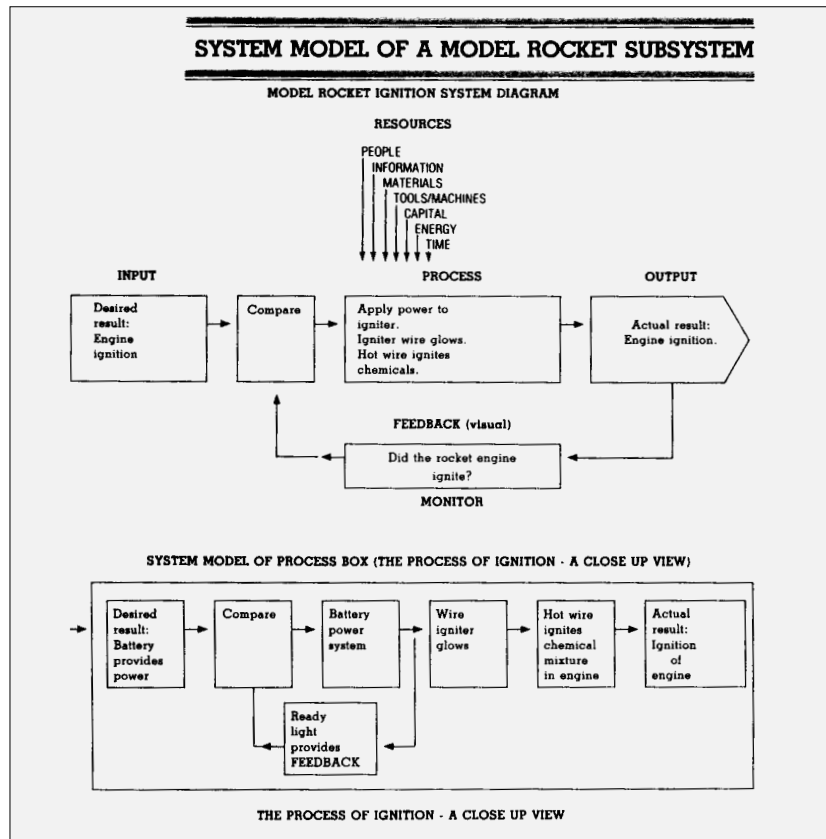 SYSTEM MODEL OF A MODEL ROCKET SUBSYSTEM
MODEL ROCKET IGNITION SYSTEM DIAGRAM
RESOURCES
PEOPLE
INFORMATION
MATERIALS
TOOLS/MACHINES
CAPITAL
ENERGY
TIME
INPUT
PROCESS
OUTPUT
Desired
result:
Engine
ignition
Compare
Apply power to
igniter.
Igniter wire glows.
Hot wire ignites
chemicals.
Actual result:
Engine ignition.
FEEDBACK (visual)
Did the rocket engine
ignite?
MONITOR
SYSTEM MODEL OF PROCESS BOX (THE PROCESS OF IGNITION - A CLOSE UP VIEW)
Desired
result:
Battery
provides
power
Compare
Battery
power
system
Wire
igniter
glows
Hot wire
ignites
chemical
mixture
in engine
Actual
result:
Ignition
of
engine
Ready
light
provides
FEEDBACK
THE PROCESS OF IGNITION - A CLOSE UP VIEW